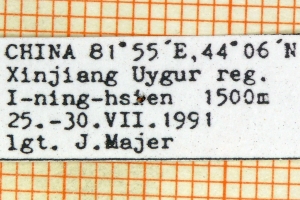 CHINA 81°55´E,44°06´N
Xinjiang Uygur reg.
I-ning-hsien 1500m
25.-30.VII.1991
lgt. J.Majer